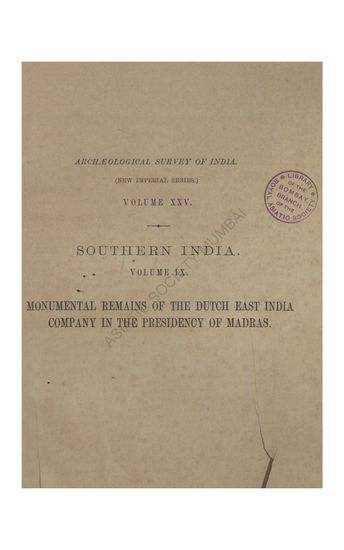 ARCHÆOLOGICAL SURVEY OF INDIA.
(NEW IMPERIAL SERIES.)
VOLUME XXV.
SOUTHERN INDIA.
VOLUME IX.
MONUMENTAL REMAINS OF THE DUTCH EAST INDIA
COMPANY IN THE PRESIDENCY OF MADRAS.
LIBRARY
OF THE
BOMBAY
BRANCH
OF THE
ROYAL ASIATIC SOCIETY
ASIATIC SOCIETY MUMBAI